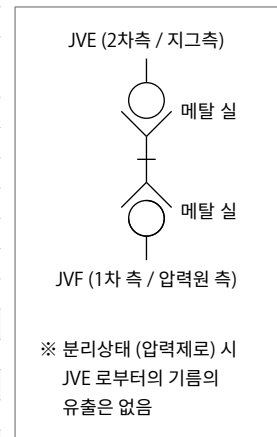 JVE (2차측 / 지그측)
메탈 실
메탈 실
JVF (1차 측 / 압력원 측)
※ 분리상태 (압력제로) 시
JVE 로부터의 기름의
유출은 없음